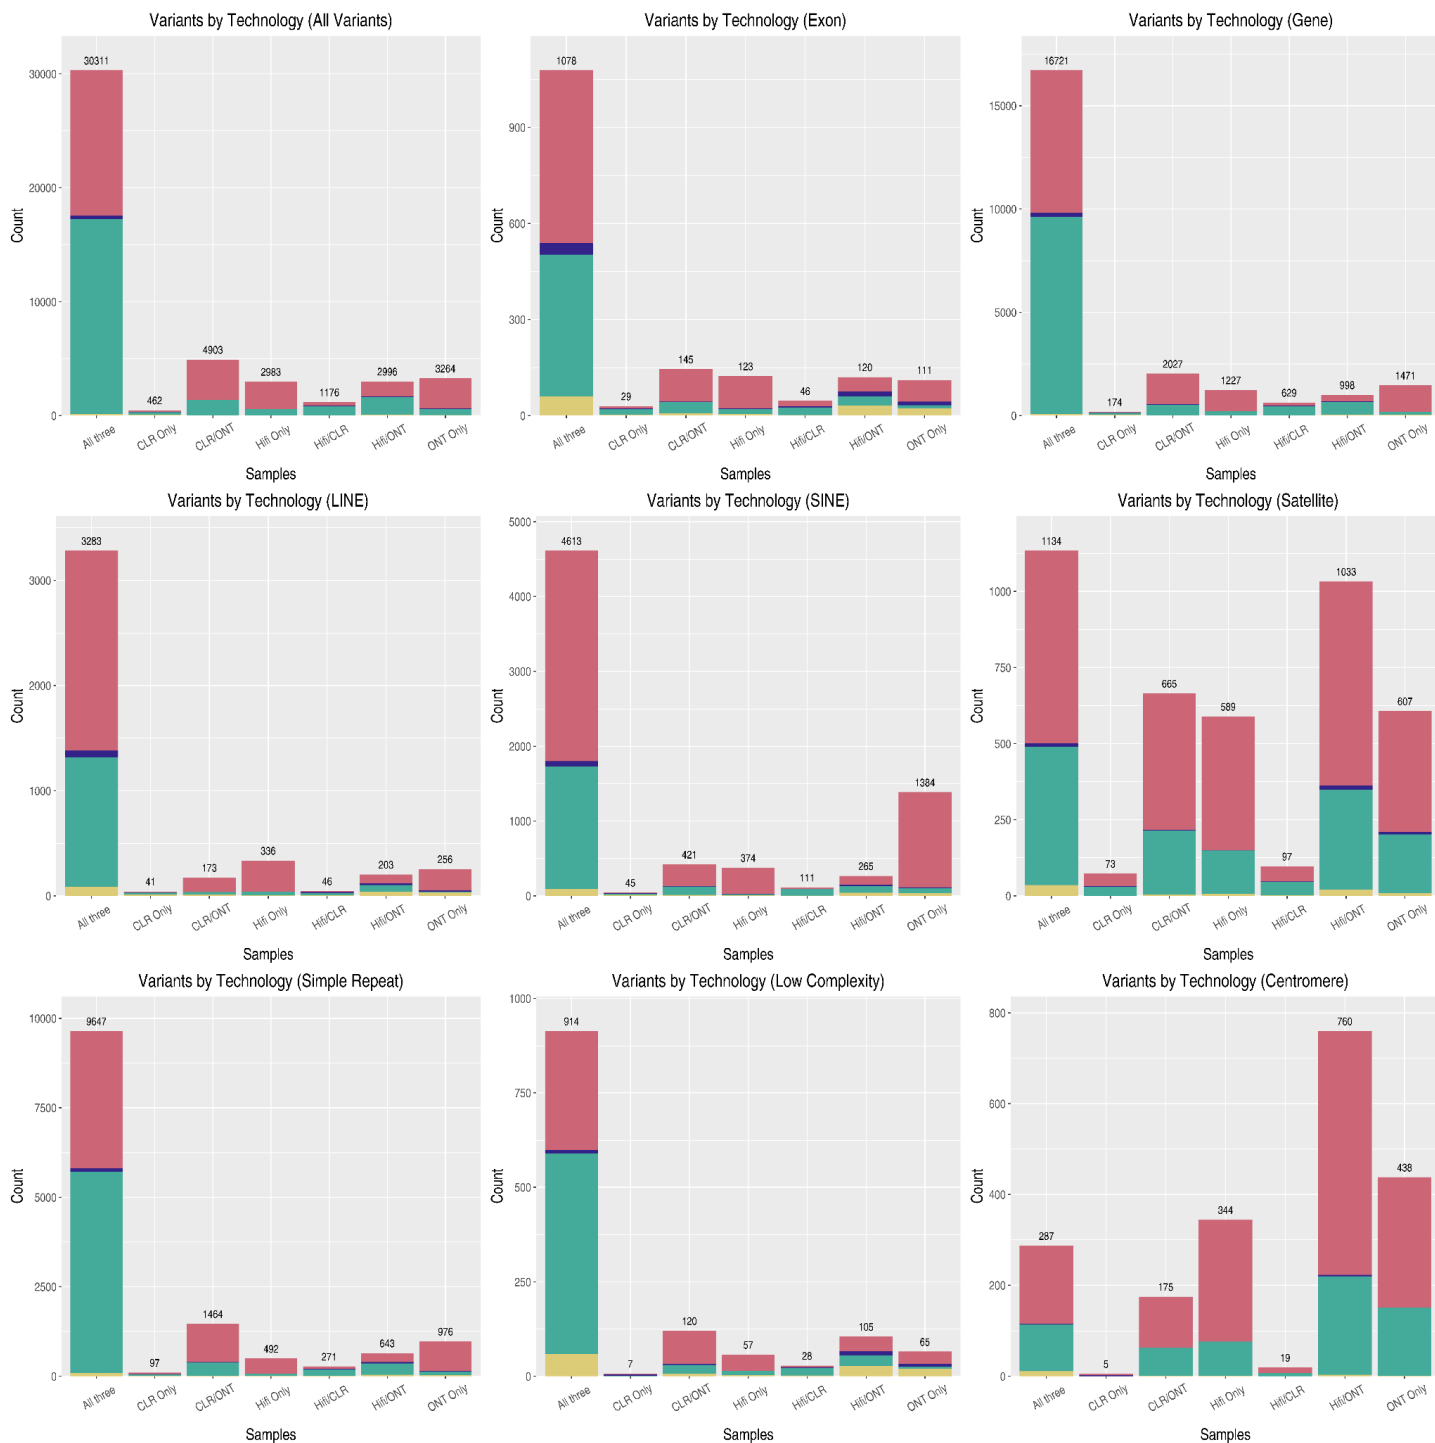 Variants by Technology (All Variants)
Count
30000
20000
10000
0
30311
462
4903
2983
1176
2996
3264
All three
CLR Only
CLR/ONT
Hifi Only
Hifi/CLR
Hifi/ONT
ONT Only
Samples
Variants by Technology (Exon)
Count
900
600
300
0
1078
29
145
123
46
120
111
All three
CLR Only
CLR/ONT
Hifi Only
Hifi/CLR
Hifi/ONT
ONT Only
Samples
Variants by Technology (Gene)
Count
15000
10000
5000
0
16721
174
2027
1227
629
998
1471
All three
CLR Only
CLR/ONT
Hifi Only
Hifi/CLR
Hifi/ONT
ONT Only
Samples
Variants by Technology (LINE)
Count
3000
2000
1000
0
3283
41
173
336
46
203
256
All three
CLR Only
CLR/ONT
Hifi Only
Hifi/CLR
Hifi/ONT
ONT Only
Samples
Variants by Technology (SINE)
Count
5000
4000
3000
2000
1000
0
4613
45
421
374
111
265
1384
All three
CLR Only
CLR/ONT
Hifi Only
Hifi/CLR
Hifi/ONT
ONT Only
Samples
Variants by Technology (Satellite)
Count
1000
750
500
250
0
1134
73
665
589
97
1033
607
All three
CLR Only
CLR/ONT
Hifi Only
Hifi/CLR
Hifi/ONT
ONT Only
Samples
Variants by Technology (Simple Repeat)
Count
10000
7500
5000
2500
0
9647
97
1464
492
271
643
976
All three
CLR Only
CLR/ONT
Hifi Only
Hifi/CLR
Hifi/ONT
ONT Only
Samples
Variants by Technology (Low Complexity)
Count
1000
750
500
250
0
914
7
120
57
28
105
65
All three
CLR Only
CLR/ONT
Hifi Only
Hifi/CLR
Hifi/ONT
ONT Only
Samples
Variants by Technology (Centromere)
Count
800
600
400
200
0
287
5
175
344
19
760
438
All three
CLR Only
CLR/ONT
Hifi Only
Hifi/CLR
Hifi/ONT
ONT Only
Samples